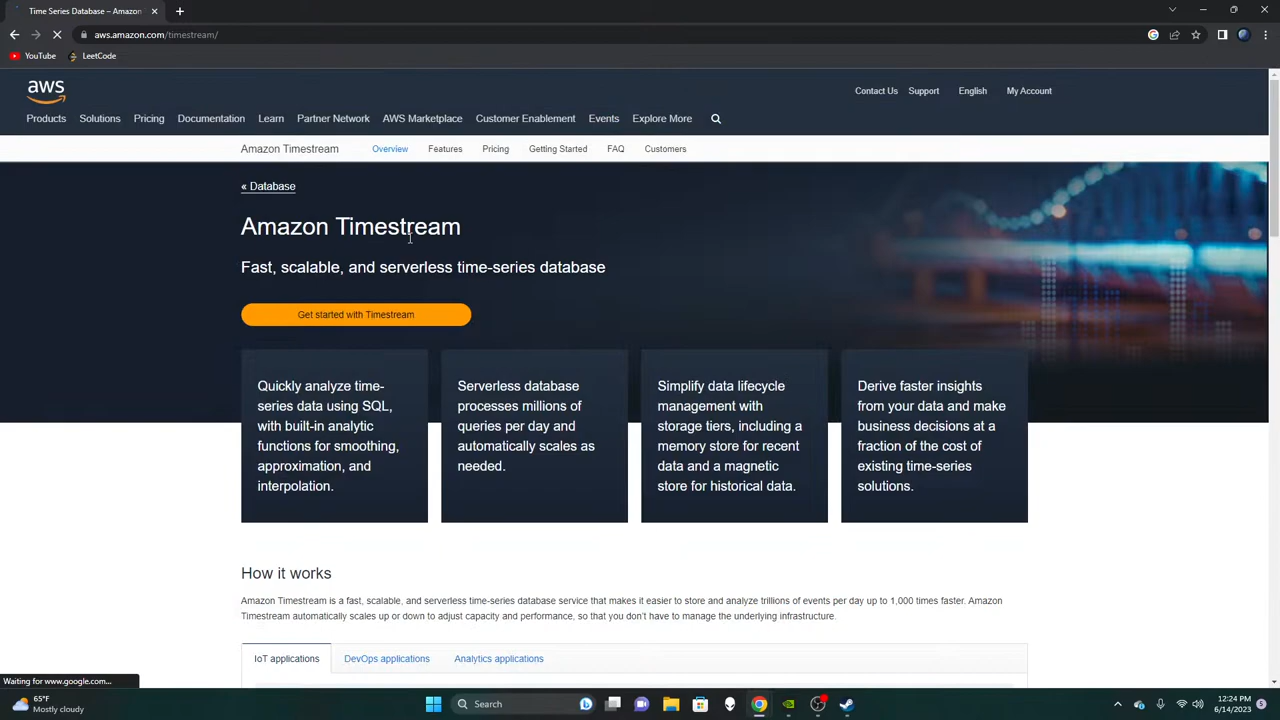 Time Series Database – Amazon
aws.amazon.com/timestream/
YouTube
LeetCode
aws
Contact Us
Support
English
My Account
Products
Solutions
Pricing
Documentation
Learn
Partner Network
AWS Marketplace
Customer Enablement
Events
Explore More
Amazon Timestream
Overview
Features
Pricing
Getting Started
FAQ
Customers
« Database
Amazon Timestream
Fast, scalable, and serverless time-series database
Get started with Timestream
Quickly analyze time-
series data using SQL,
with built-in analytic
functions for smoothing,
approximation, and
interpolation.
Serverless database
processes millions of
queries per day and
automatically scales as
needed.
Simplify data lifecycle
management with
storage tiers, including a
memory store for recent
data and a magnetic
store for historical data.
Derive faster insights
from your data and make
business decisions at a
fraction of the cost of
existing time-series
solutions.
How it works
Amazon Timestream is a fast, scalable, and serverless time-series database service that makes it easier to store and analyze trillions of events per day up to 1,000 times faster. Amazon
Timestream automatically scales up or down to adjust capacity and performance, so that you don't have to manage the underlying infrastructure.
IoT applications
DevOps applications
Analytics applications
Waiting for www.google.com...
65°F
Mostly cloudy
Search
12:24 PM
6/14/2023